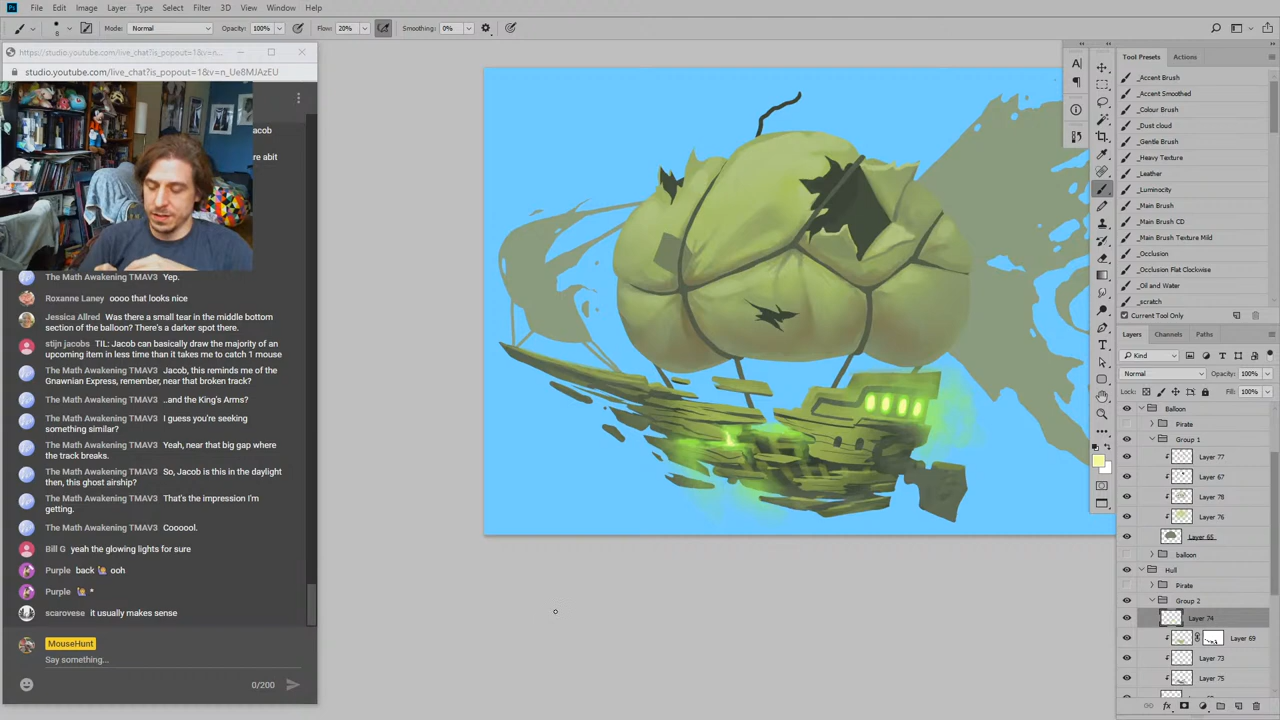 File Edit Image Layer Type Select Filter 3D View Window Help
8 Mode: Normal Opacity: 100% Flow: 20% Smoothing: 0%
https://studio.youtube.com/live_chat?is_popout=1&v=n...
studio.youtube.com/live_chat?is_popout=1&v=n_Ue8MJAzEU
acob
re abit
The Math Awakening TMAV3 Yep.
Roxanne Laney oooo that looks nice
Jessica Allred Was there a small tear in the middle bottom
section of the balloon? There's a darker spot there.
stijn jacobs TIL: Jacob can basically draw the majority of an
upcoming item in less time than it takes me to catch 1 mouse
The Math Awakening TMAV3 Jacob, this reminds me of the
Gnawnian Express, remember, near that broken track?
The Math Awakening TMAV3 ..and the King's Arms?
The Math Awakening TMAV3 I guess you're seeking
something similar?
The Math Awakening TMAV3 Yeah, near that big gap where
the track breaks.
The Math Awakening TMAV3 So, Jacob is this in the daylight
then, this ghost airship?
The Math Awakening TMAV3 That's the impression I'm
getting.
The Math Awakening TMAV3 Coooool.
Bill G yeah the glowing lights for sure
Purple back ooh
Purple *
scarovese it usually makes sense
MouseHunt
Say something...
0/200
Tool Presets Actions
_Accent Brush
_Accent Smoothed
_Colour Brush
_Dust cloud
_Gentle Brush
_Heavy Texture
_Leather
_Luminocity
_Main Brush
_Main Brush CD
_Main Brush Texture Mild
_Occlusion
_Occlusion Flat Clockwise
_Oil and Water
_scratch
Current Tool Only
Layers Channels Paths
Kind
Normal Opacity: 100%
Lock: Fill: 100%
Balloon
Pirate
Group 1
Layer 77
Layer 67
Layer 78
Layer 76
Layer 65
balloon
Hull
Pirate
Group 2
Layer 74
Layer 69
Layer 73
Layer 75
fx